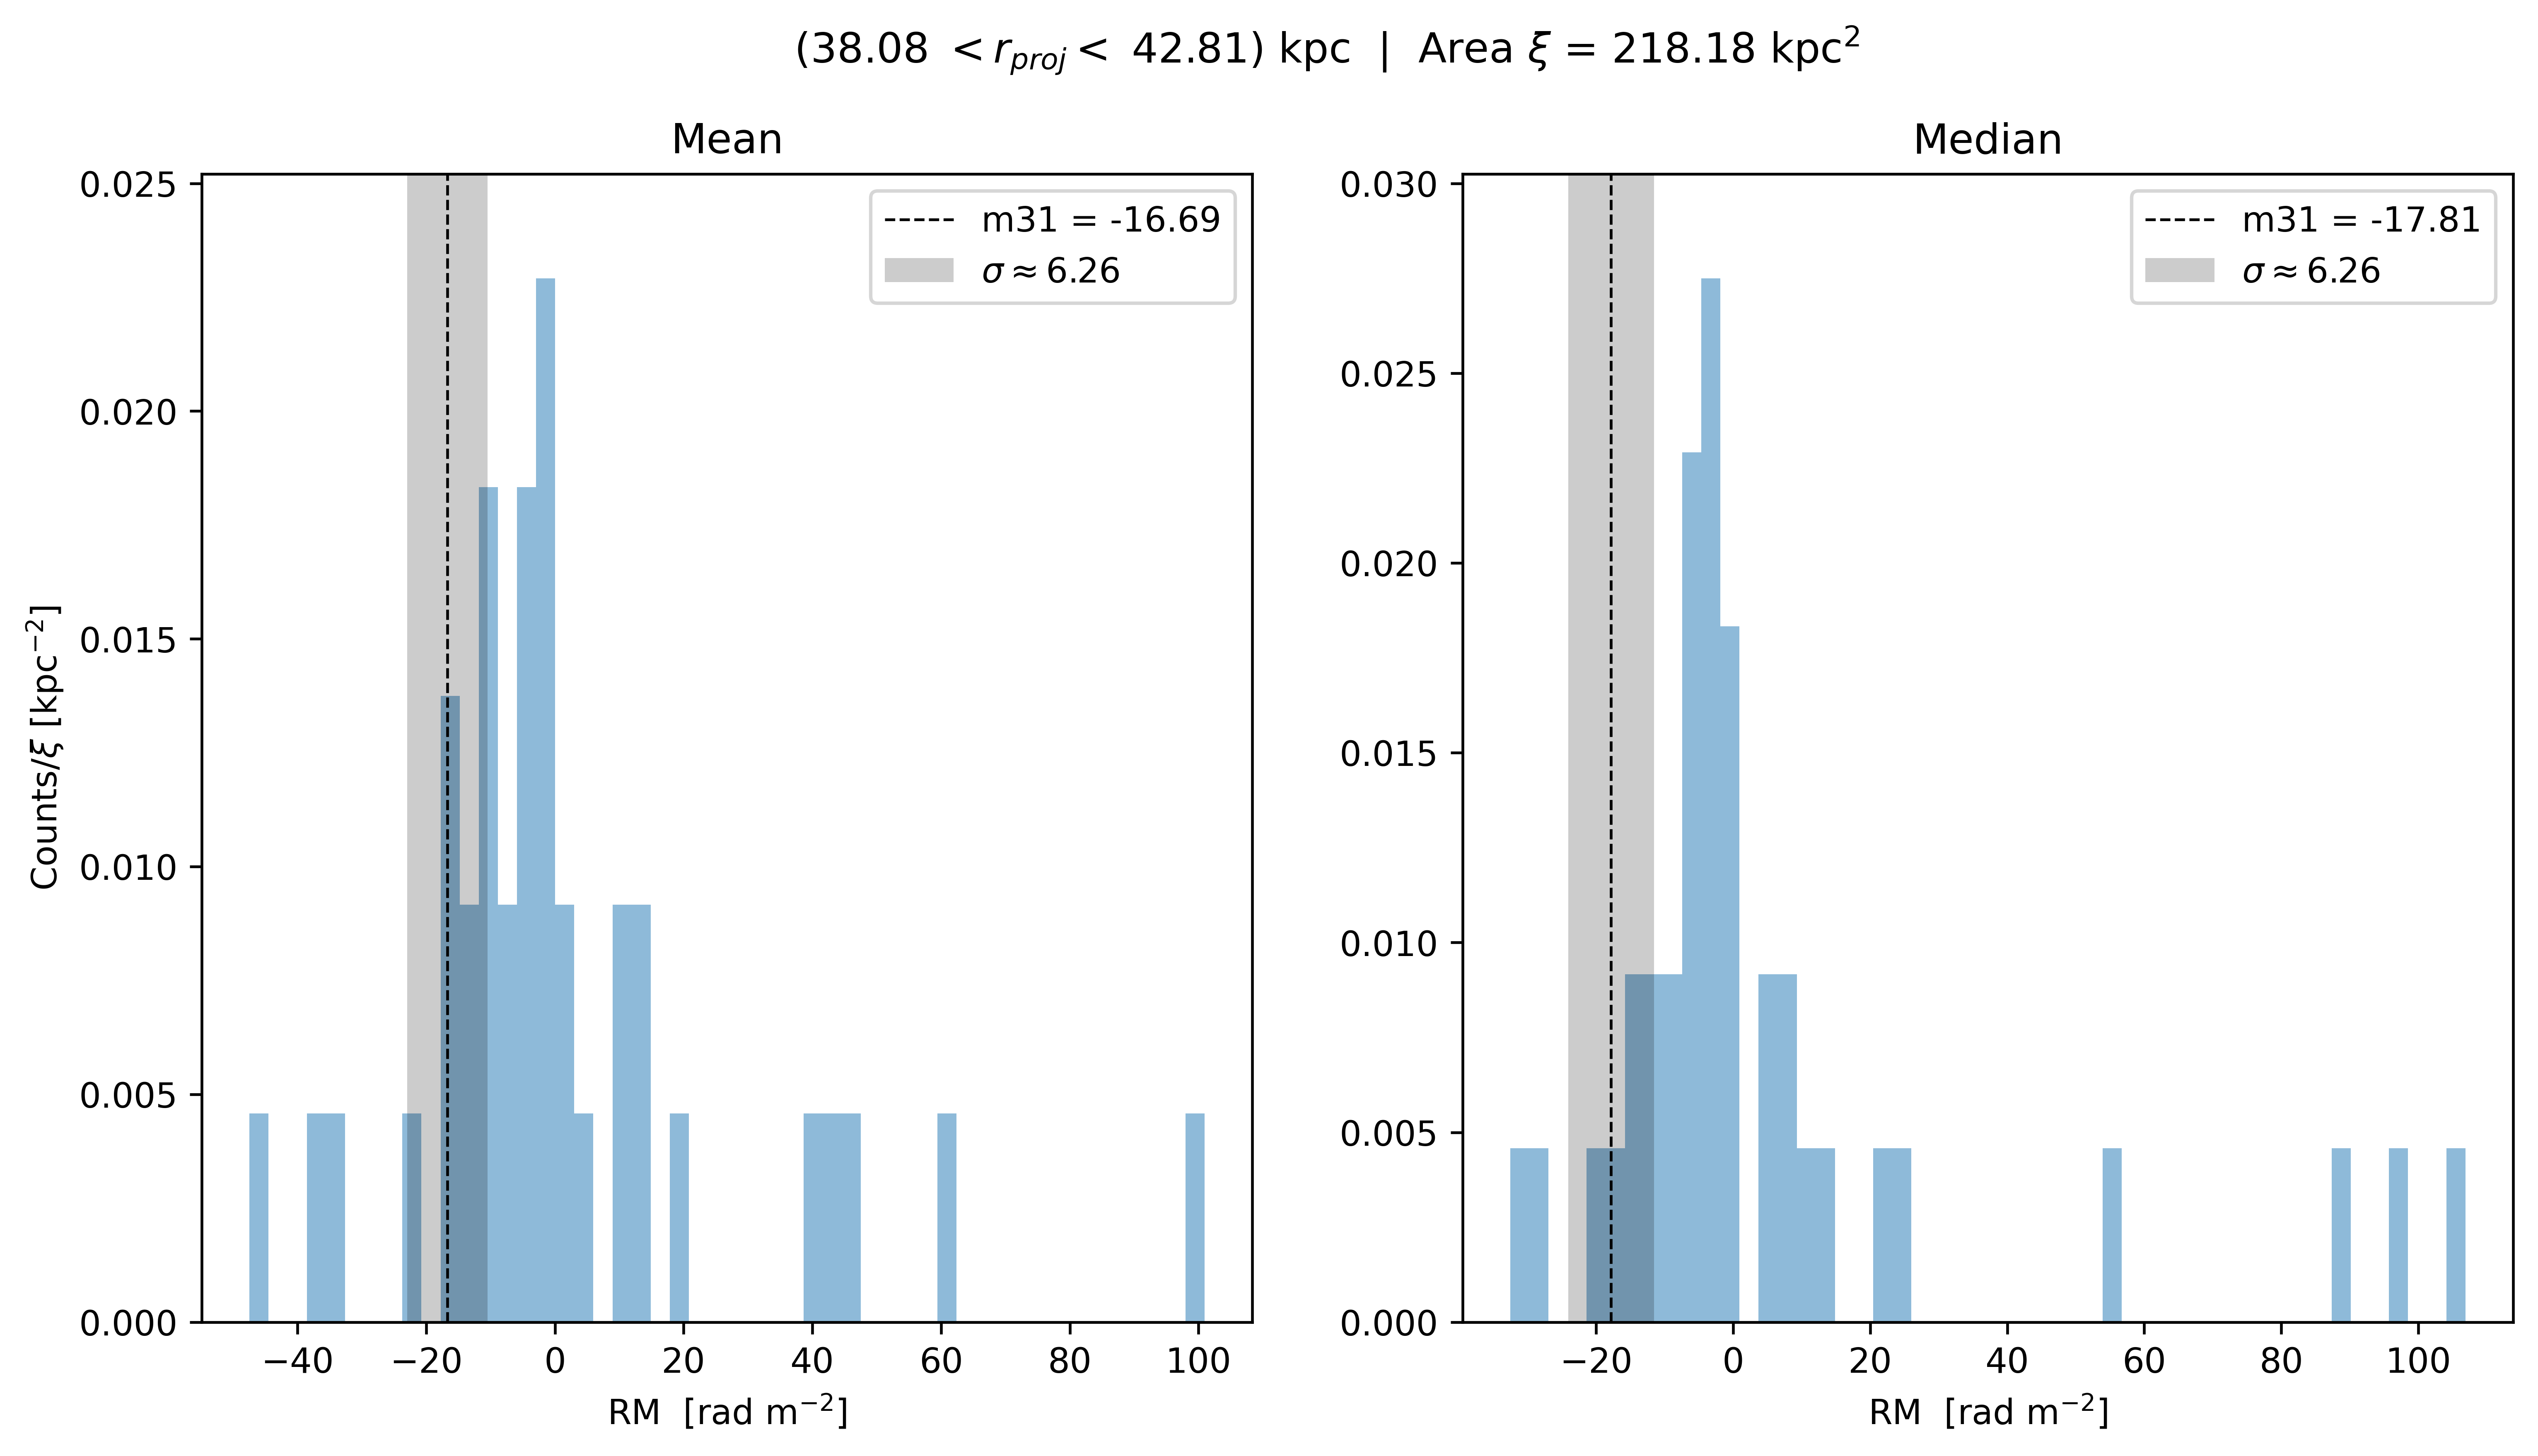 (38.08 < r_proj < 42.81) kpc | Area ξ = 218.18 kpc²
Mean
m31 = -16.69
σ ≈ 6.26
0.025
0.020
0.015
0.010
0.005
0.000
Counts/ξ [kpc⁻²]
−40 −20 0 20 40 60 80 100
RM [rad m⁻²]
Median
m31 = -17.81
σ ≈ 6.26
0.030
0.025
0.020
0.015
0.010
0.005
0.000
−20 0 20 40 60 80 100
RM [rad m⁻²]